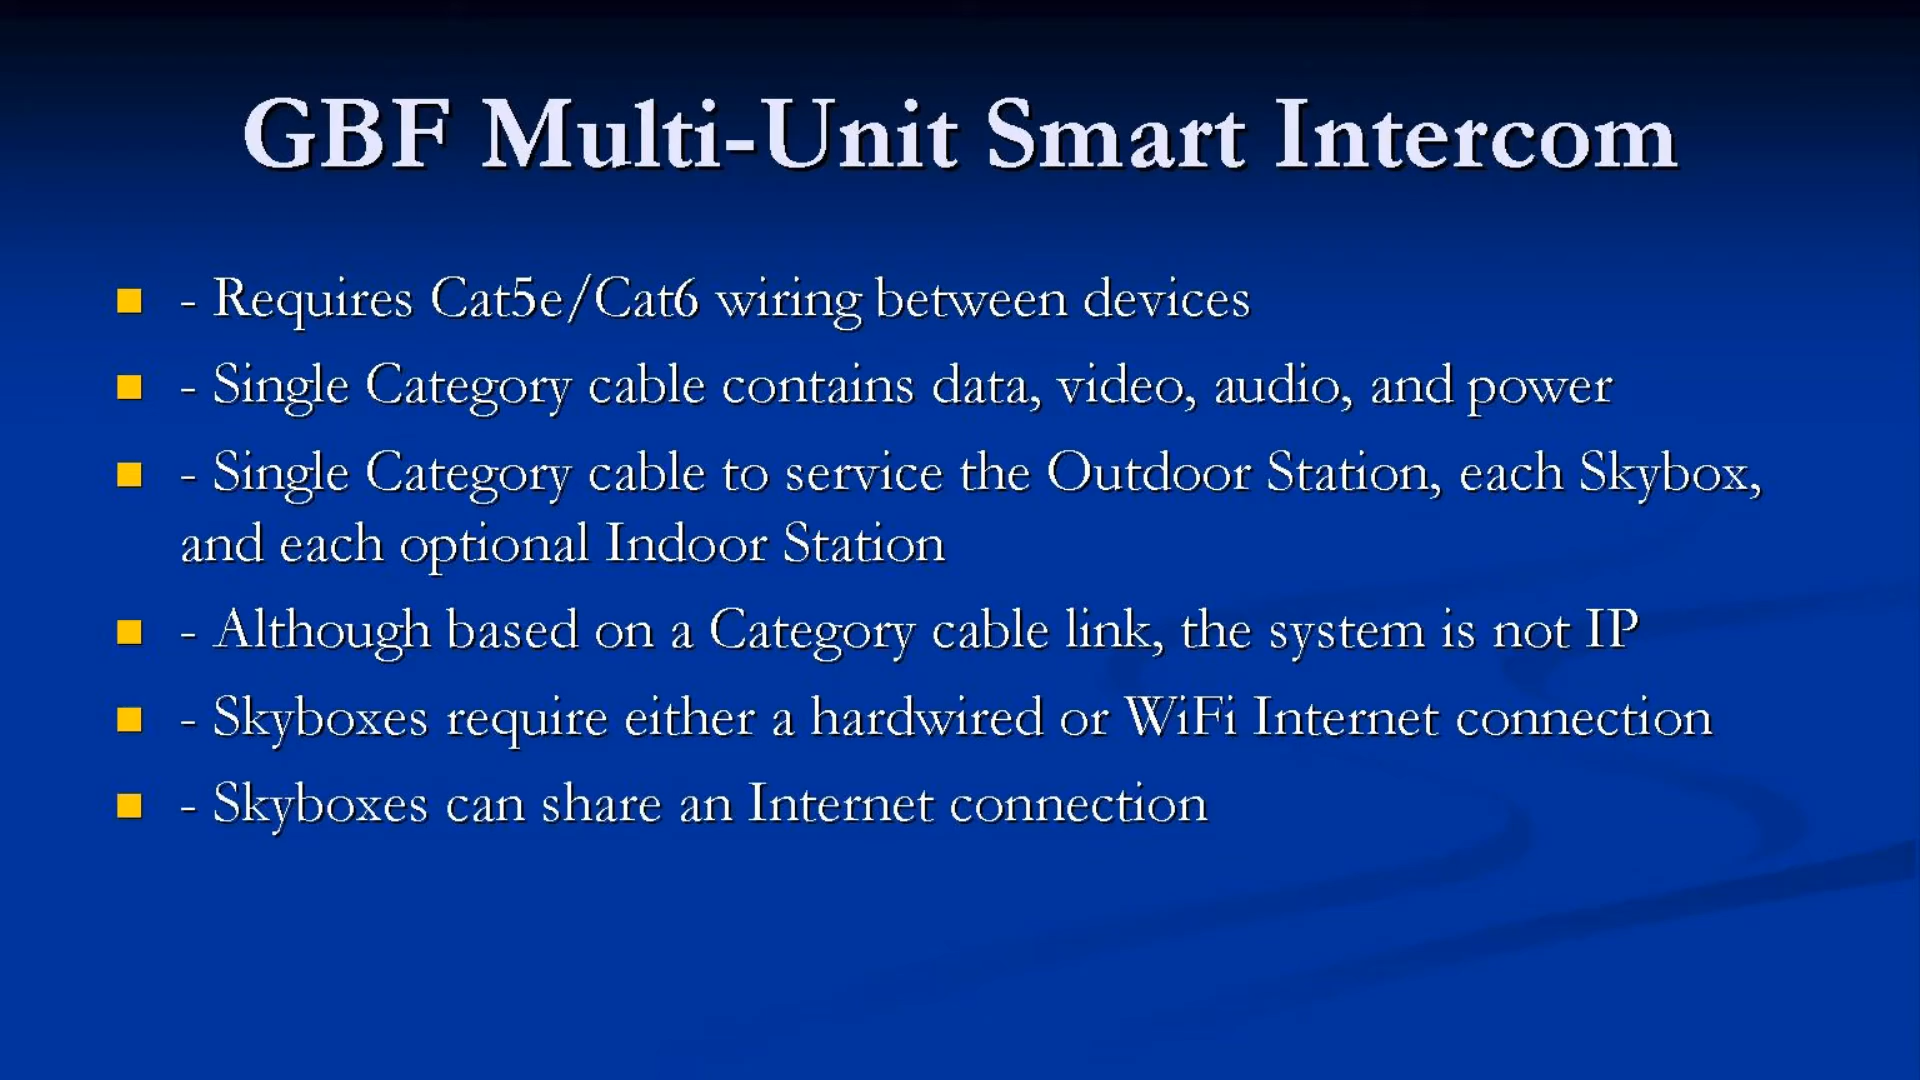 GBF Multi-Unit Smart Intercom
- Requires Cat5e/Cat6 wiring between devices
- Single Category cable contains data, video, audio, and power
- Single Category cable to service the Outdoor Station, each Skybox,
and each optional Indoor Station
- Although based on a Category cable link, the system is not IP
- Skyboxes require either a hardwired or WiFi Internet connection
- Skyboxes can share an Internet connection